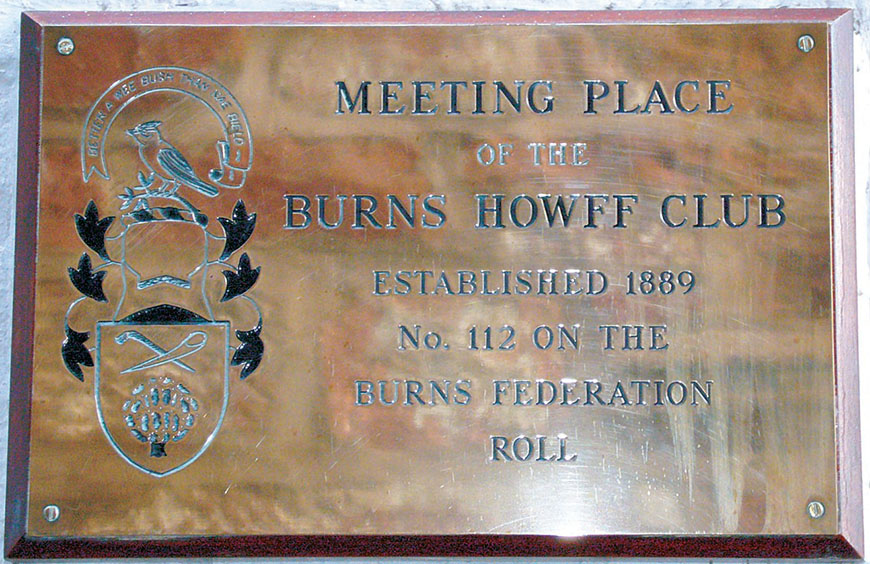 BETTER A WEE BUSH THAN NAE BIELD
MEETING PLACE
OF THE
BURNS HOWFF CLUB
ESTABLISHED 1889
No. 112 ON THE
BURNS FEDERATION
ROLL